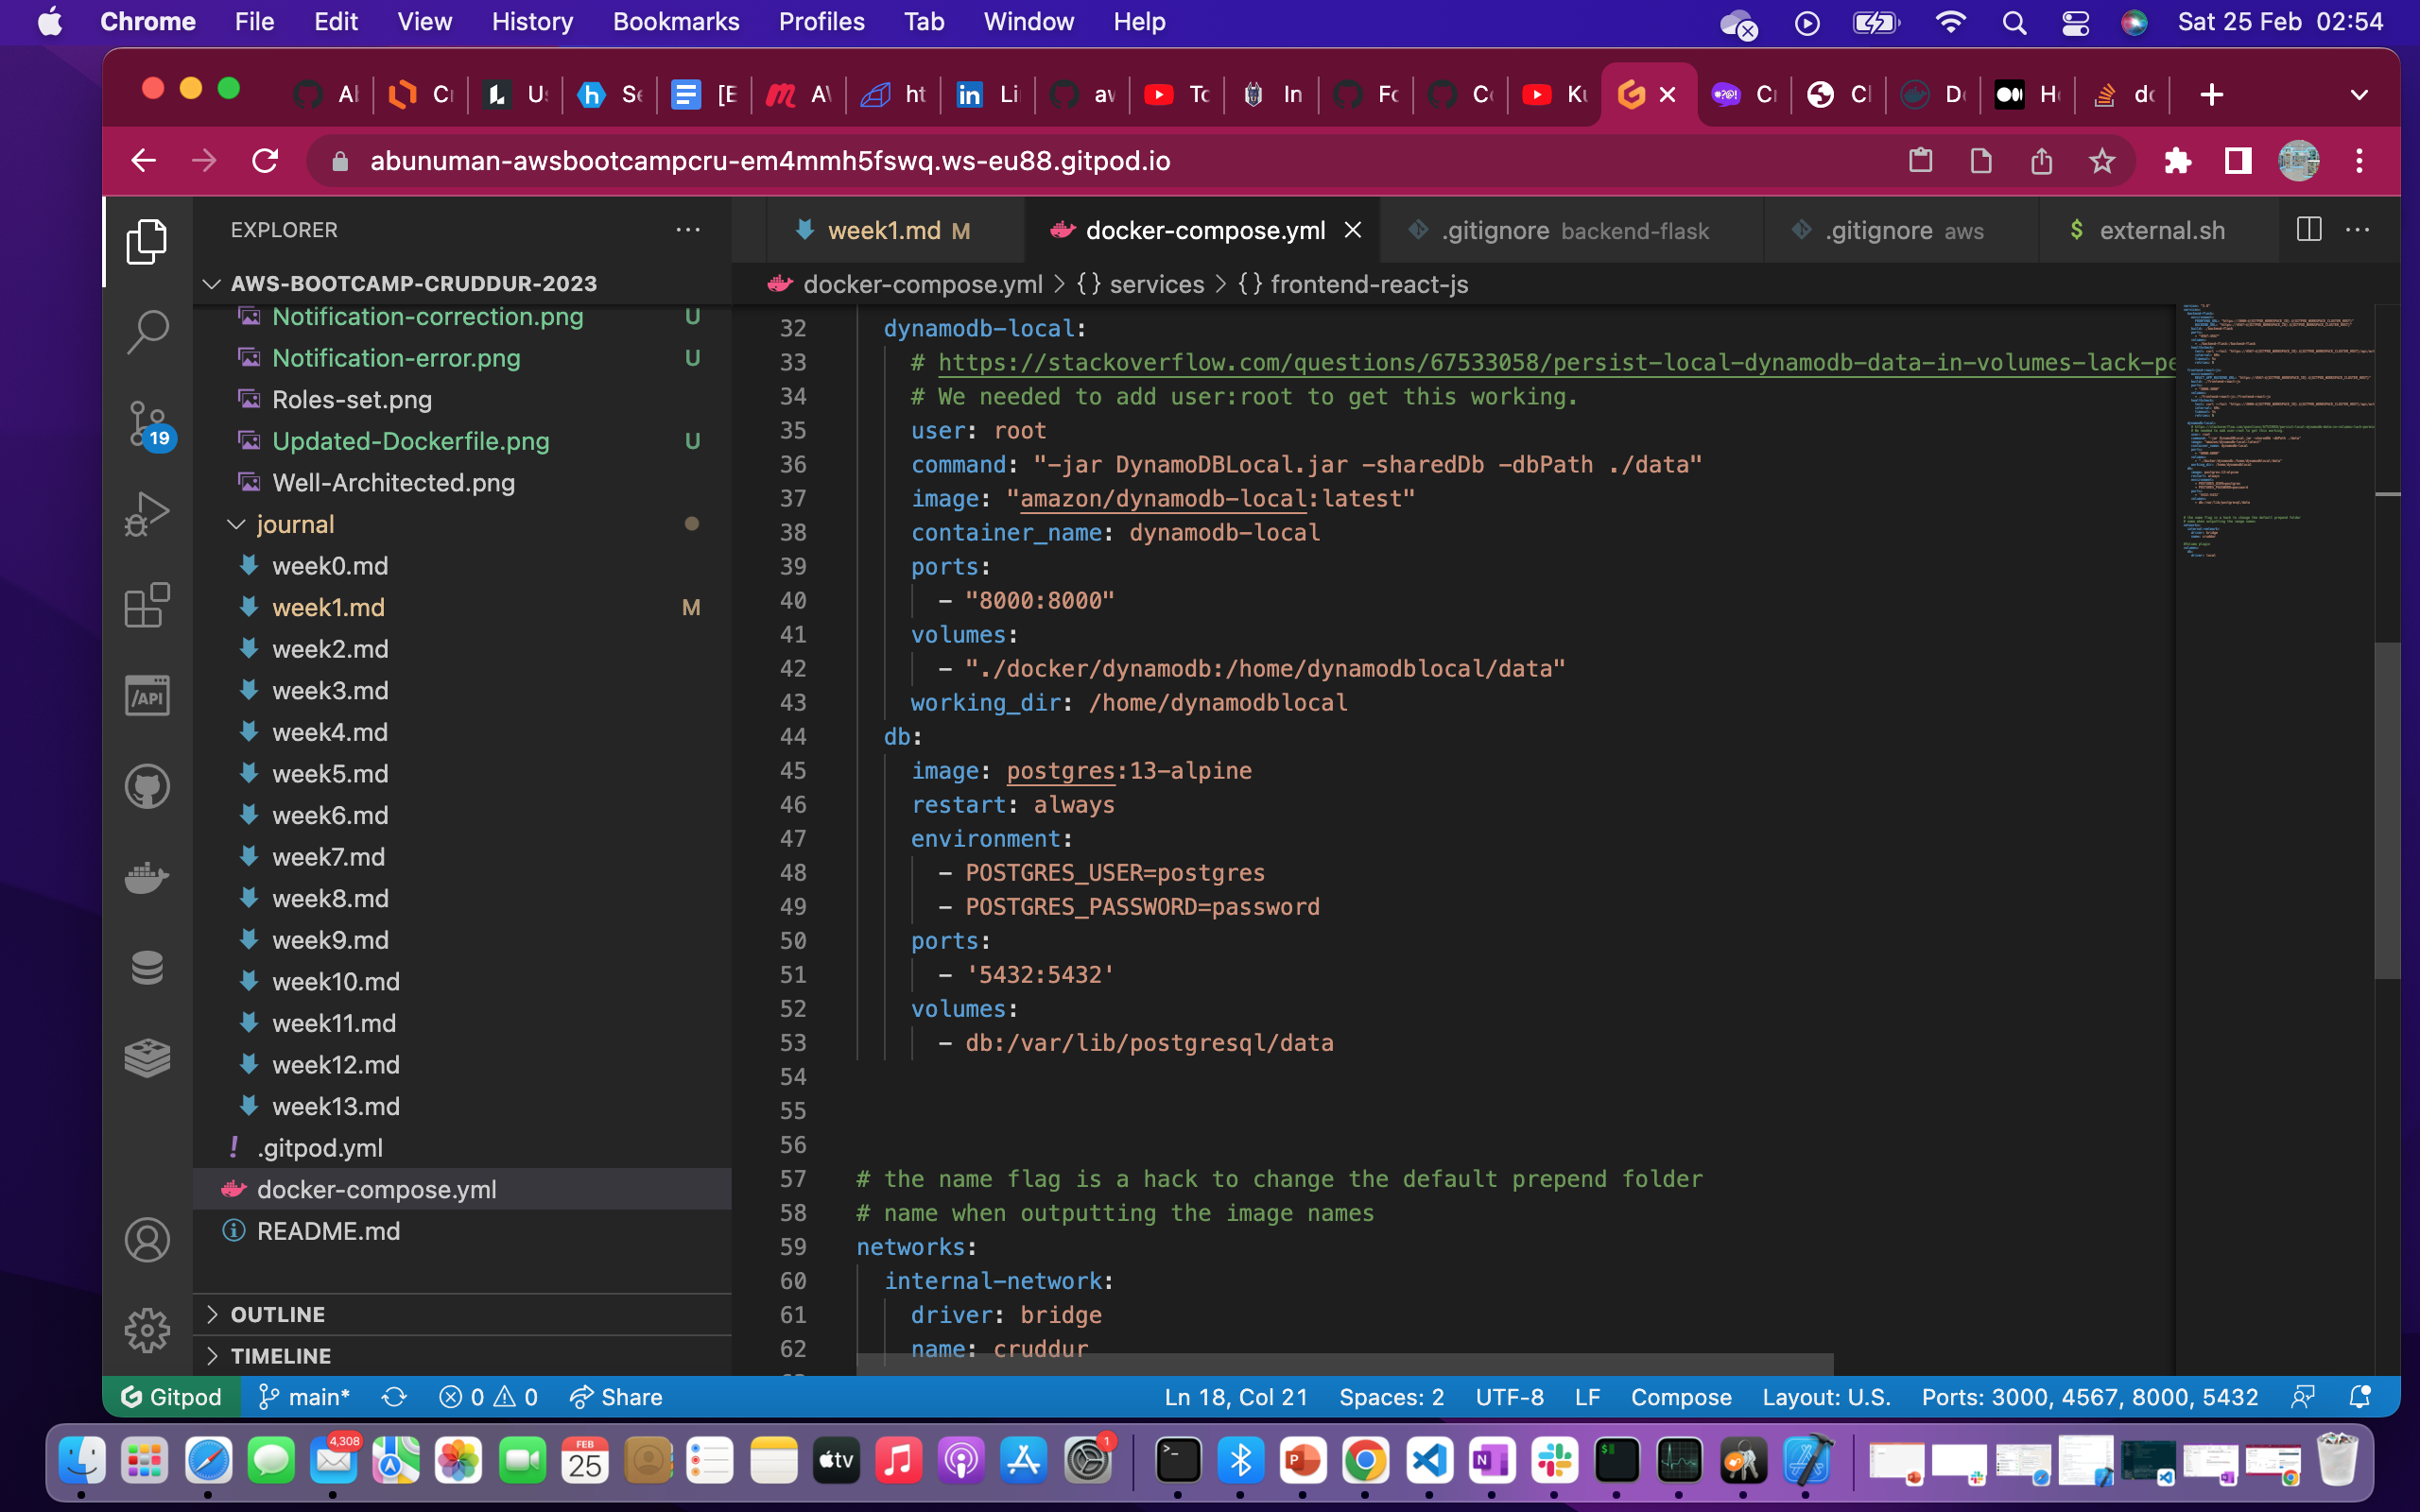 Chrome File Edit View History Bookmarks Profiles Tab Window Help Sat 25 Feb 02:54
Al Cr Us Se [E AV ht Li av To In Fo Co Ku Cr Cl Do Ho do
abunuman-awsbootcampcru-em4mmh5fswq.ws-eu88.gitpod.io
EXPLORER
week1.md M docker-compose.yml .gitignore backend-flask .gitignore aws $ external.sh
AWS-BOOTCAMP-CRUDDUR-2023
docker-compose.yml > {} services > {} frontend-react-js
Notification-correction.png U
Notification-error.png U
Roles-set.png
Updated-Dockerfile.png U
Well-Architected.png
journal
week0.md
week1.md M
week2.md
week3.md
week4.md
week5.md
week6.md
week7.md
week8.md
week9.md
week10.md
week11.md
week12.md
week13.md
! .gitpod.yml
docker-compose.yml
README.md
OUTLINE
TIMELINE
19
/API
32 dynamodb-local:
33 # https://stackoverflow.com/questions/67533058/persist-local-dynamodb-data-in-volumes-lack-pe
34 # We needed to add user:root to get this working.
35 user: root
36 command: "-jar DynamoDBLocal.jar -sharedDb -dbPath ./data"
37 image: "amazon/dynamodb-local:latest"
38 container_name: dynamodb-local
39 ports:
40 - "8000:8000"
41 volumes:
42 - "./docker/dynamodb:/home/dynamodblocal/data"
43 working_dir: /home/dynamodblocal
44 db:
45 image: postgres:13-alpine
46 restart: always
47 environment:
48 - POSTGRES_USER=postgres
49 - POSTGRES_PASSWORD=password
50 ports:
51 - '5432:5432'
52 volumes:
53 - db:/var/lib/postgresql/data
54
55
56
57 # the name flag is a hack to change the default prepend folder
58 # name when outputting the image names
59 networks:
60 internal-network:
61 driver: bridge
62 name: cruddur
Gitpod main* 0 0 Share Ln 18, Col 21 Spaces: 2 UTF-8 LF Compose Layout: U.S. Ports: 3000, 4567, 8000, 5432
4,308
FEB
25
tv
1